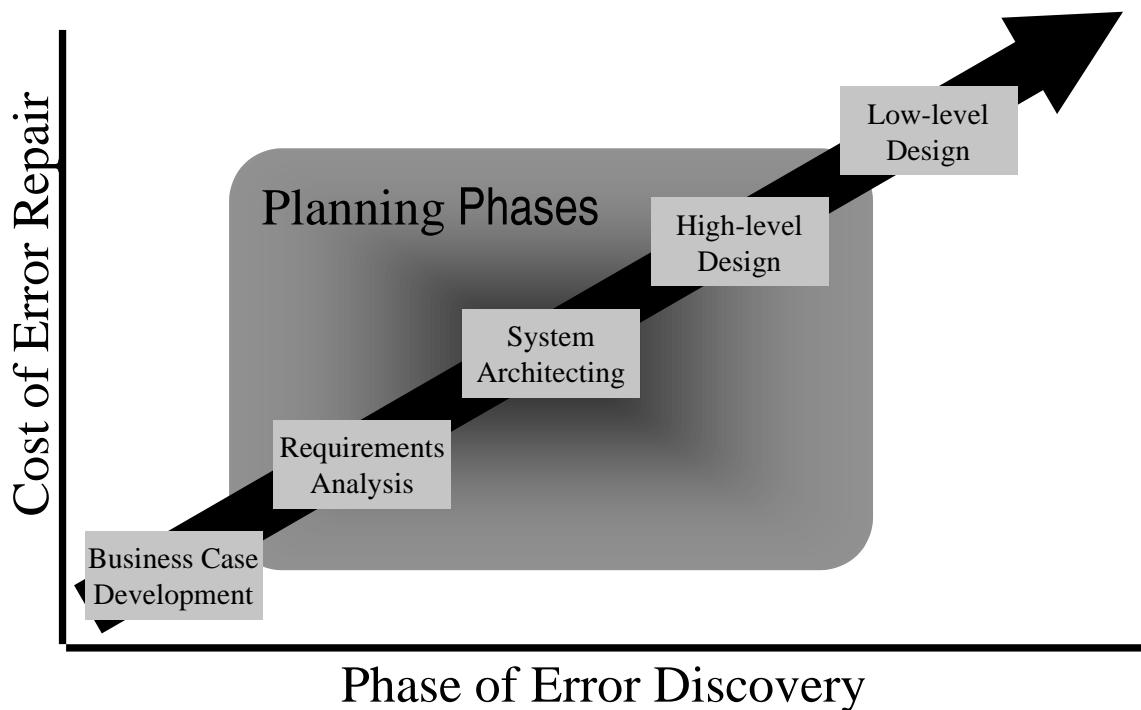 Cost of Error Repair
Planning Phases
Low-level
Design
High-level
Design
System
Architecting
Requirements
Analysis
Business Case
Development
Phase of Error Discovery